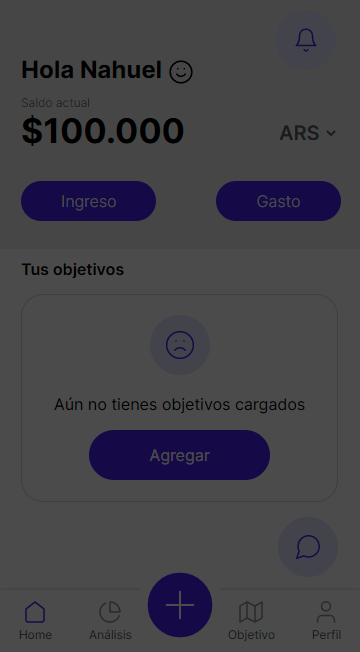 Hola Nahuel
Saldo actual
$100.000
ARS
Ingreso Gasto
Tus objetivos
Aún no tienes objetivos cargados
Agregar
Home Análisis Objetivo Perfil